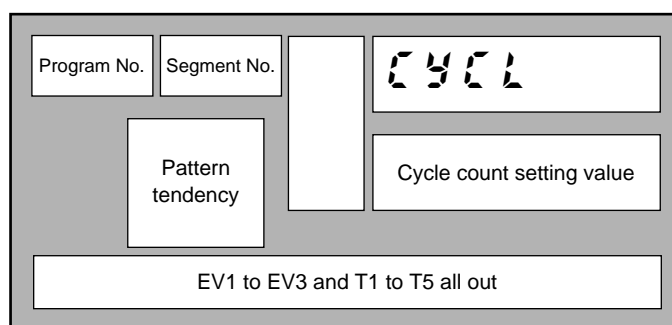 Program No.
Segment No.
CYCL
Pattern
tendency
Cycle count setting value
EV1 to EV3 and T1 to T5 all out